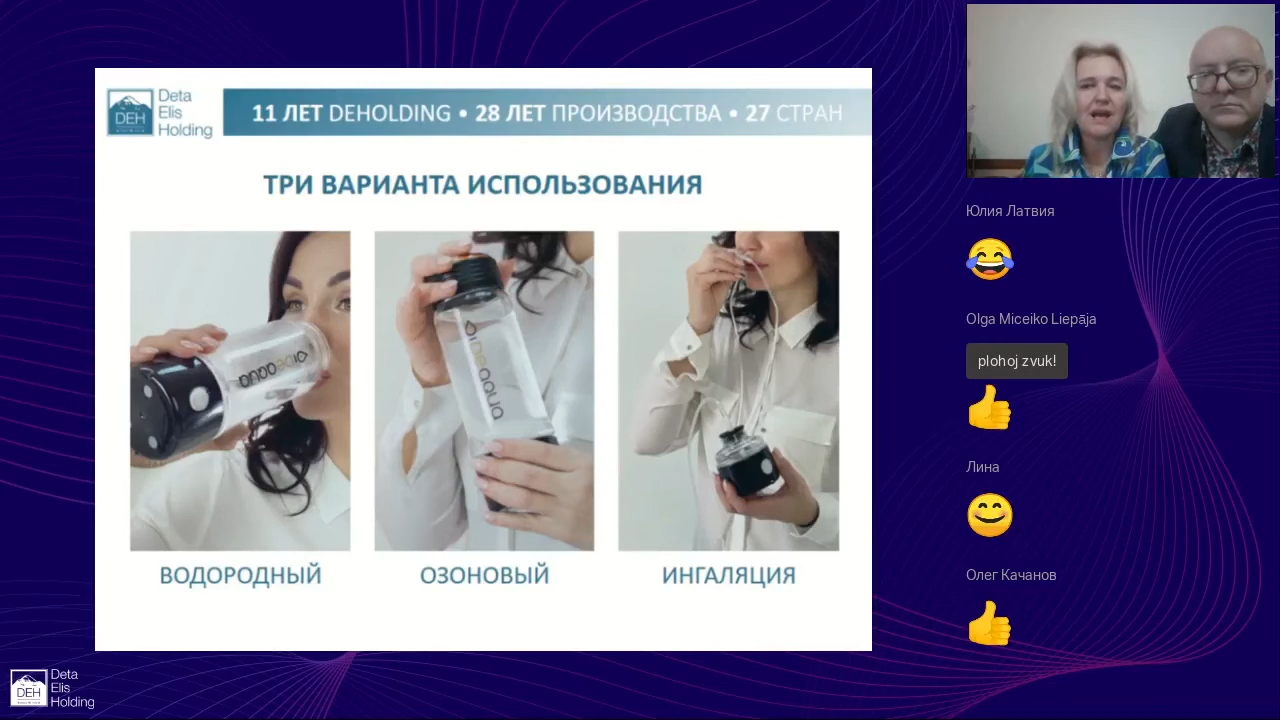 Deta
Elis
Holding
DEH
11 ЛЕТ DEHOLDING • 28 ЛЕТ ПРОИЗВОДСТВА • 27 СТРАН
ТРИ ВАРИАНТА ИСПОЛЬЗОВАНИЯ
ВОДОРОДНЫЙ
ОЗОНОВЫЙ
ИНГАЛЯЦИЯ
Юлия Латвия
Olga Miceiko Liepāja
plohoj zvuk!
Лина
Олег Качанов
Deta
Elis
Holding
DEH